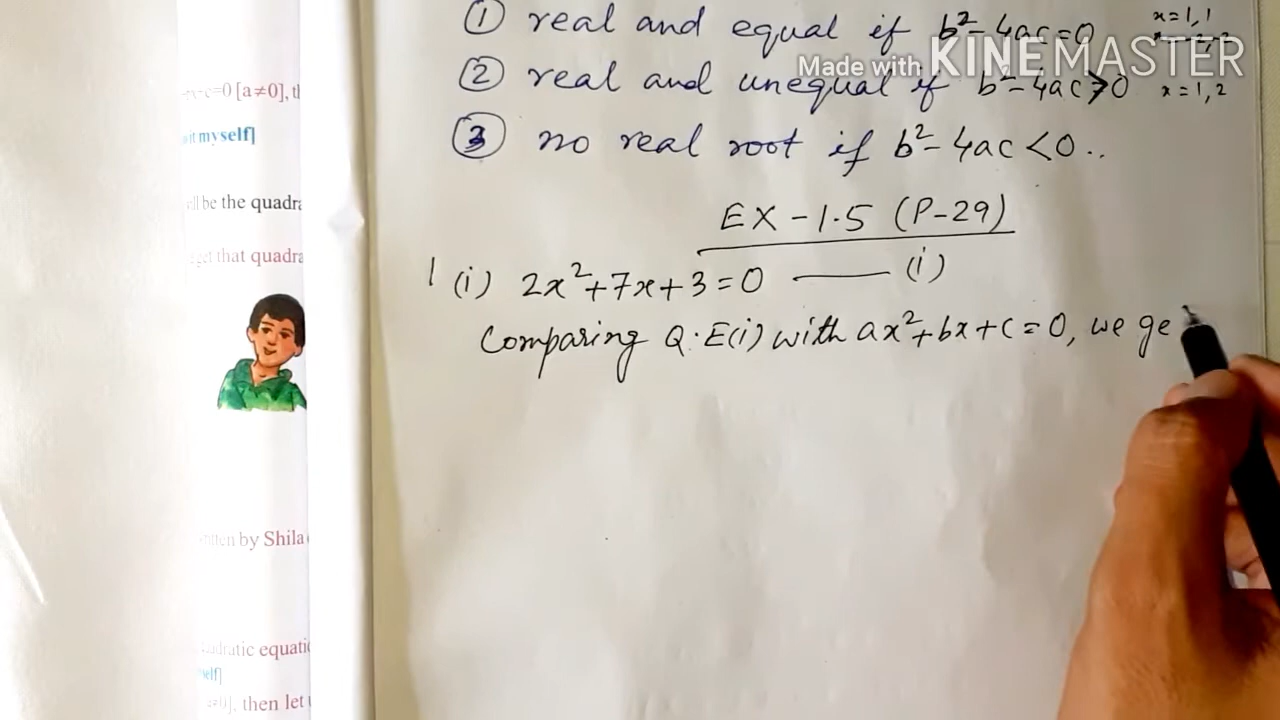 ① real and equal if b²-4ac=0 x=1,1
Made with KINEMASTER
② real and unequal if b²-4ac>0 x=1,2
③ no real root if b²-4ac<0..
EX-1.5 (P-29)
1 (i) 2x²+7x+3=0 —— (i)
Comparing Q.E(i) with ax²+bx+c=0, we ge
c=0 [a≠0], t
it myself]
ll be the quadra
get that quadra
itten by Shila
adratic equatio
self]
a≠0], then let